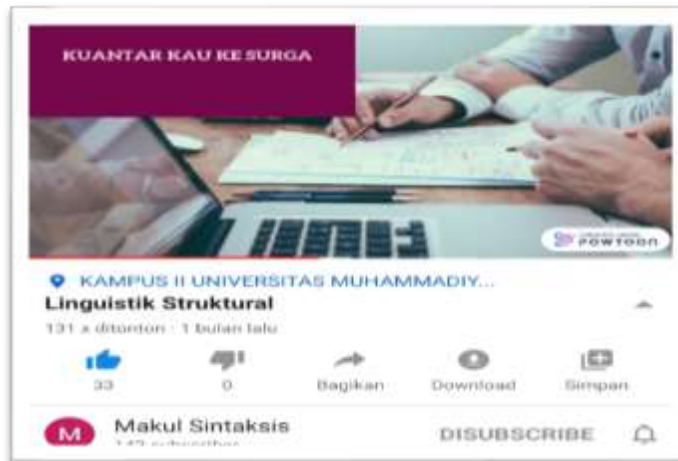 KUANTAR KAU KE SURGA
POWTOON
KAMPUS II UNIVERSITAS MUHAMMADIY...
Linguistik Struktural
131 x ditonton · 1 bulan lalu
33
0
Bagikan
Download
Simpan
M
Makul Sintaksis
DISUBSCRIBE